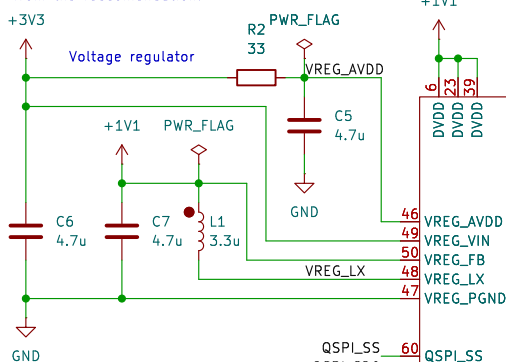 +1V1
+3V3
PWR_FLAG
R2
33
Voltage regulator
VREG_AVDD
6
23
39
DVDD
DVDD
DVDD
C5
4.7u
+1V1
PWR_FLAG
GND
46 VREG_AVDD
49 VREG_VIN
50 VREG_FB
48 VREG_LX
47 VREG_PGND
C6
4.7u
C7
4.7u
L1
3.3u
VREG_LX
GND
QSPI_SS
60 QSPI_SS